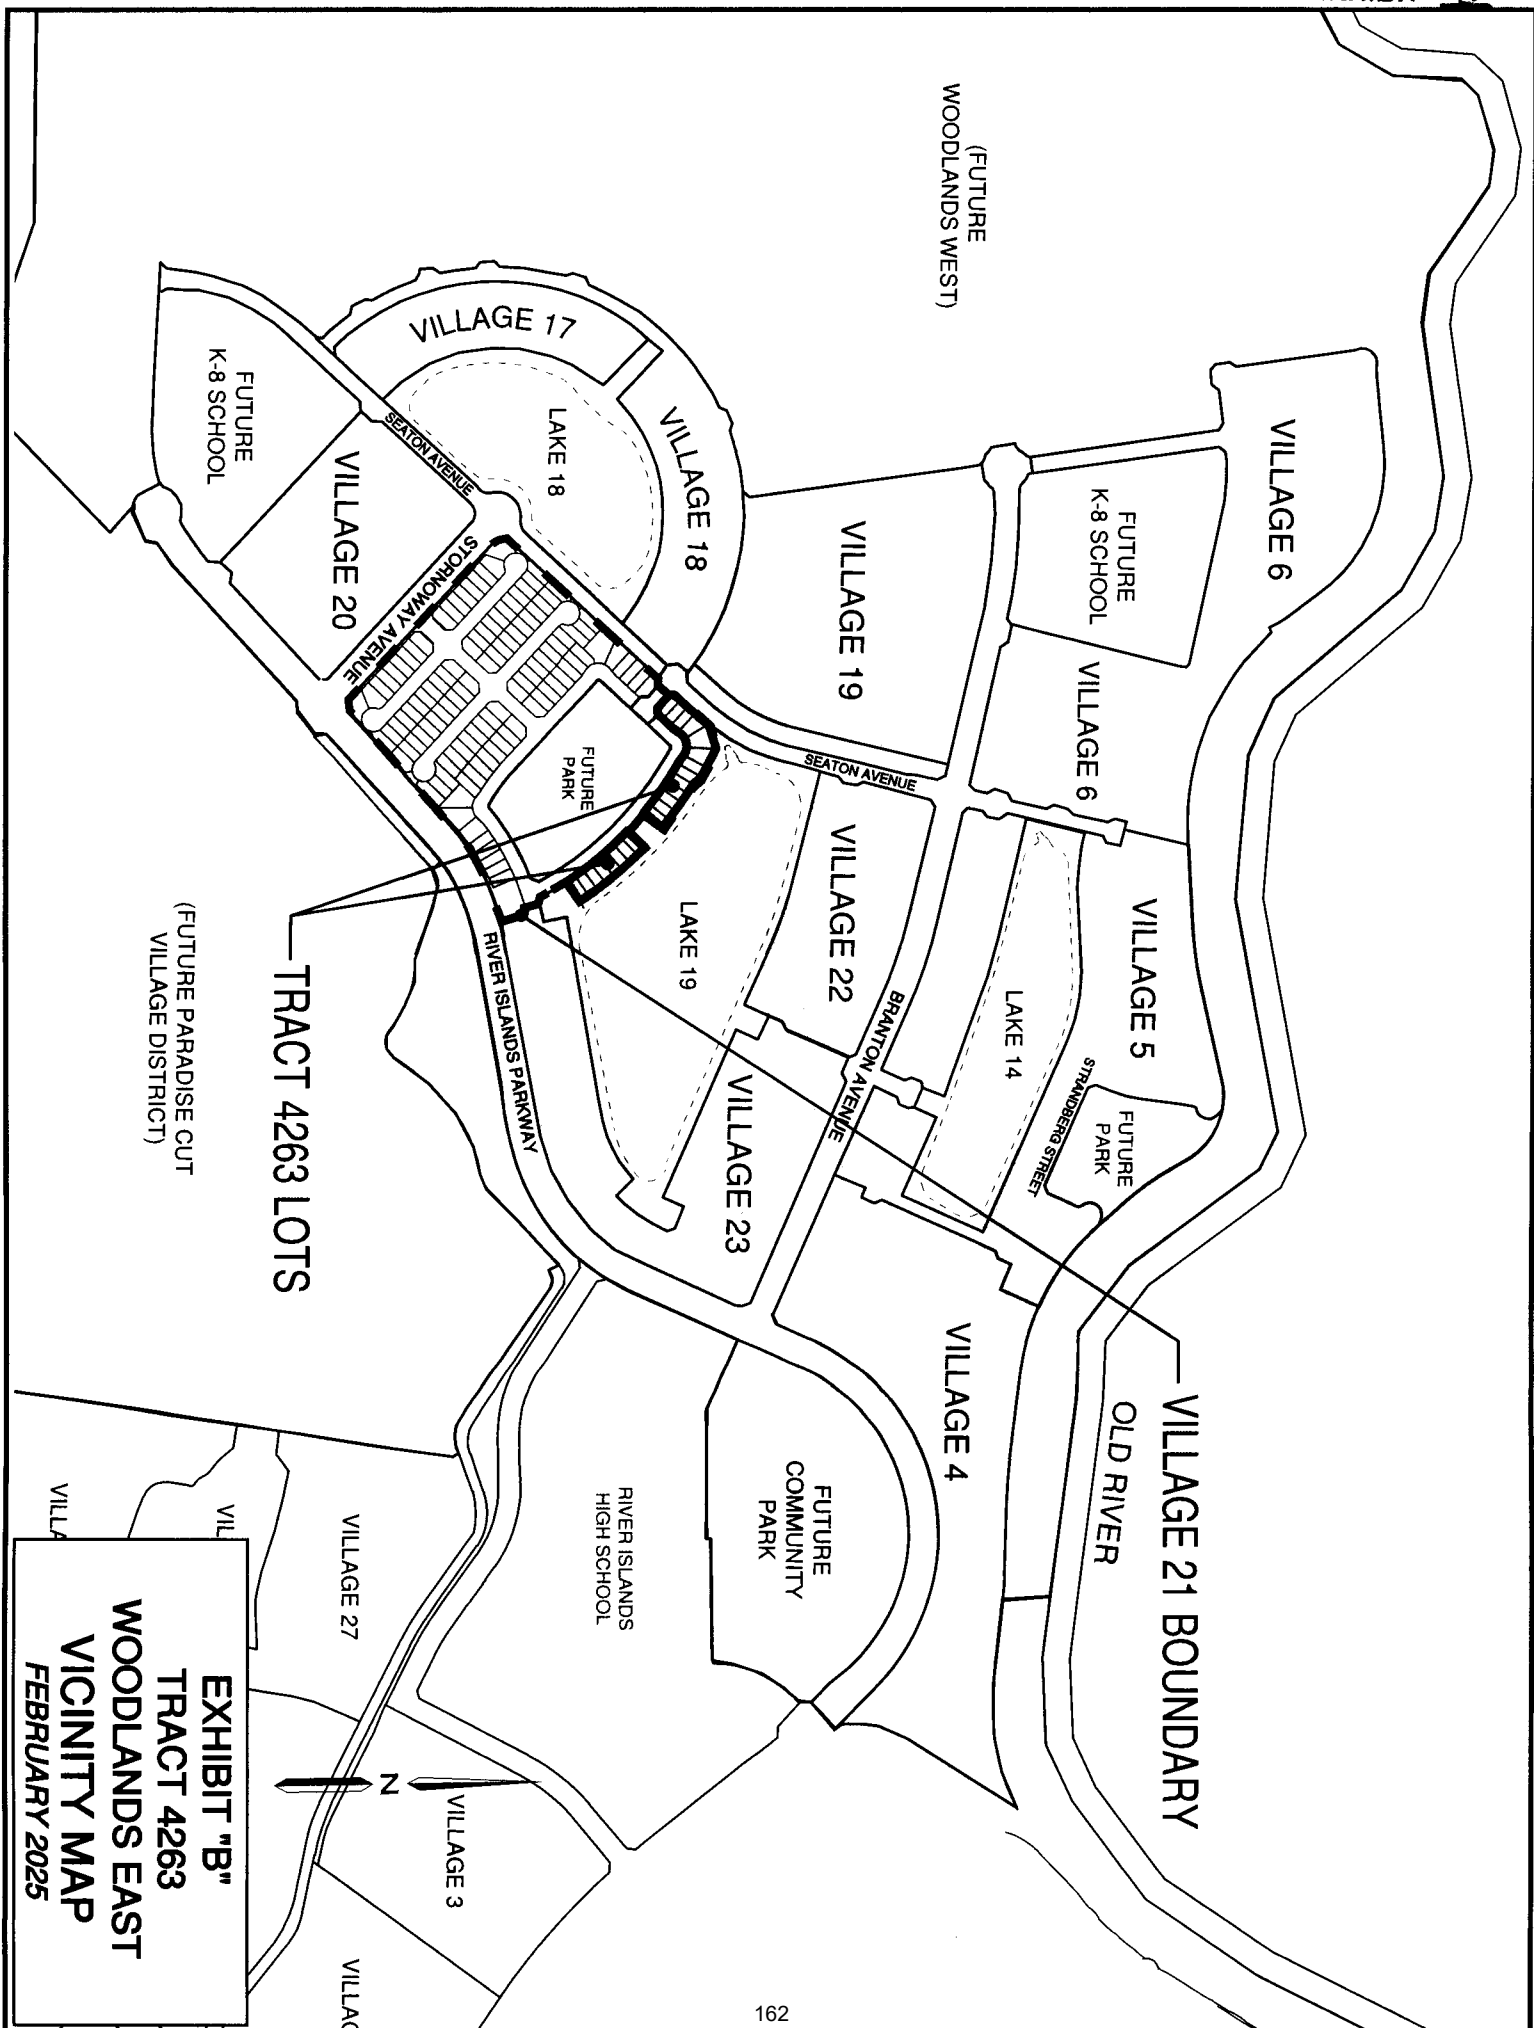 (FUTURE
WOODLANDS WEST)
VILLAGE 6
FUTURE
K-8 SCHOOL
VILLAGE 6
VILLAGE 5
STRANDBERG STREET
FUTURE
PARK
LAKE 14
VILLAGE 17
VILLAGE 18
LAKE 18
VILLAGE 19
SEATON AVENUE
SEATON AVENUE
FUTURE
K-8 SCHOOL
VILLAGE 20
STORNOWAY AVENUE
FUTURE
PARK
VILLAGE 22
BRANTON AVENUE
LAKE 19
VILLAGE 23
RIVER ISLANDS PARKWAY
TRACT 4263 LOTS
(FUTURE PARADISE CUT
VILLAGE DISTRICT)
VILLAGE 21 BOUNDARY
OLD RIVER
VILLAGE 4
FUTURE
COMMUNITY
PARK
RIVER ISLANDS
HIGH SCHOOL
VILLAGE 27
VIL
VILLA
VILLAGE 3
VILLAG
N
EXHIBIT "B"
TRACT 4263
WOODLANDS EAST
VICINITY MAP
FEBRUARY 2025
162